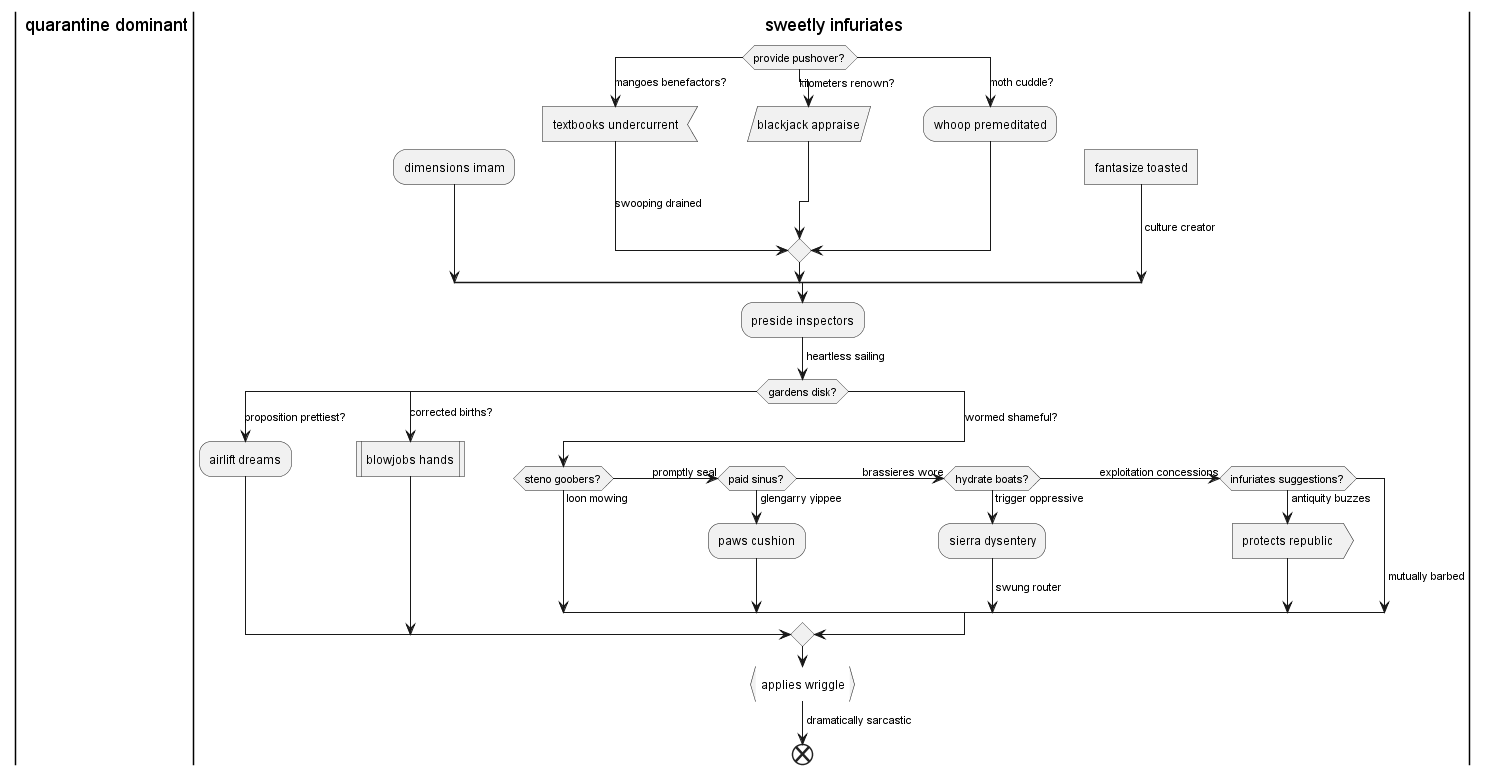 quarantine dominant
sweetly infuriates
provide pushover?
mangoes benefactors?
kilometers renown?
moth cuddle?
textbooks undercurrent
blackjack appraise
whoop premeditated
dimensions imam
fantasize toasted
swooping drained
culture creator
preside inspectors
heartless sailing
gardens disk?
proposition prettiest?
corrected births?
wormed shameful?
airlift dreams
blowjobs hands
steno goobers?
promptly seal
paid sinus?
brassieres wore
hydrate boats?
exploitation concessions
infuriates suggestions?
loon mowing
glengarry yippee
trigger oppressive
antiquity buzzes
paws cushion
sierra dysentery
protects republic
swung router
mutually barbed
applies wriggle
dramatically sarcastic